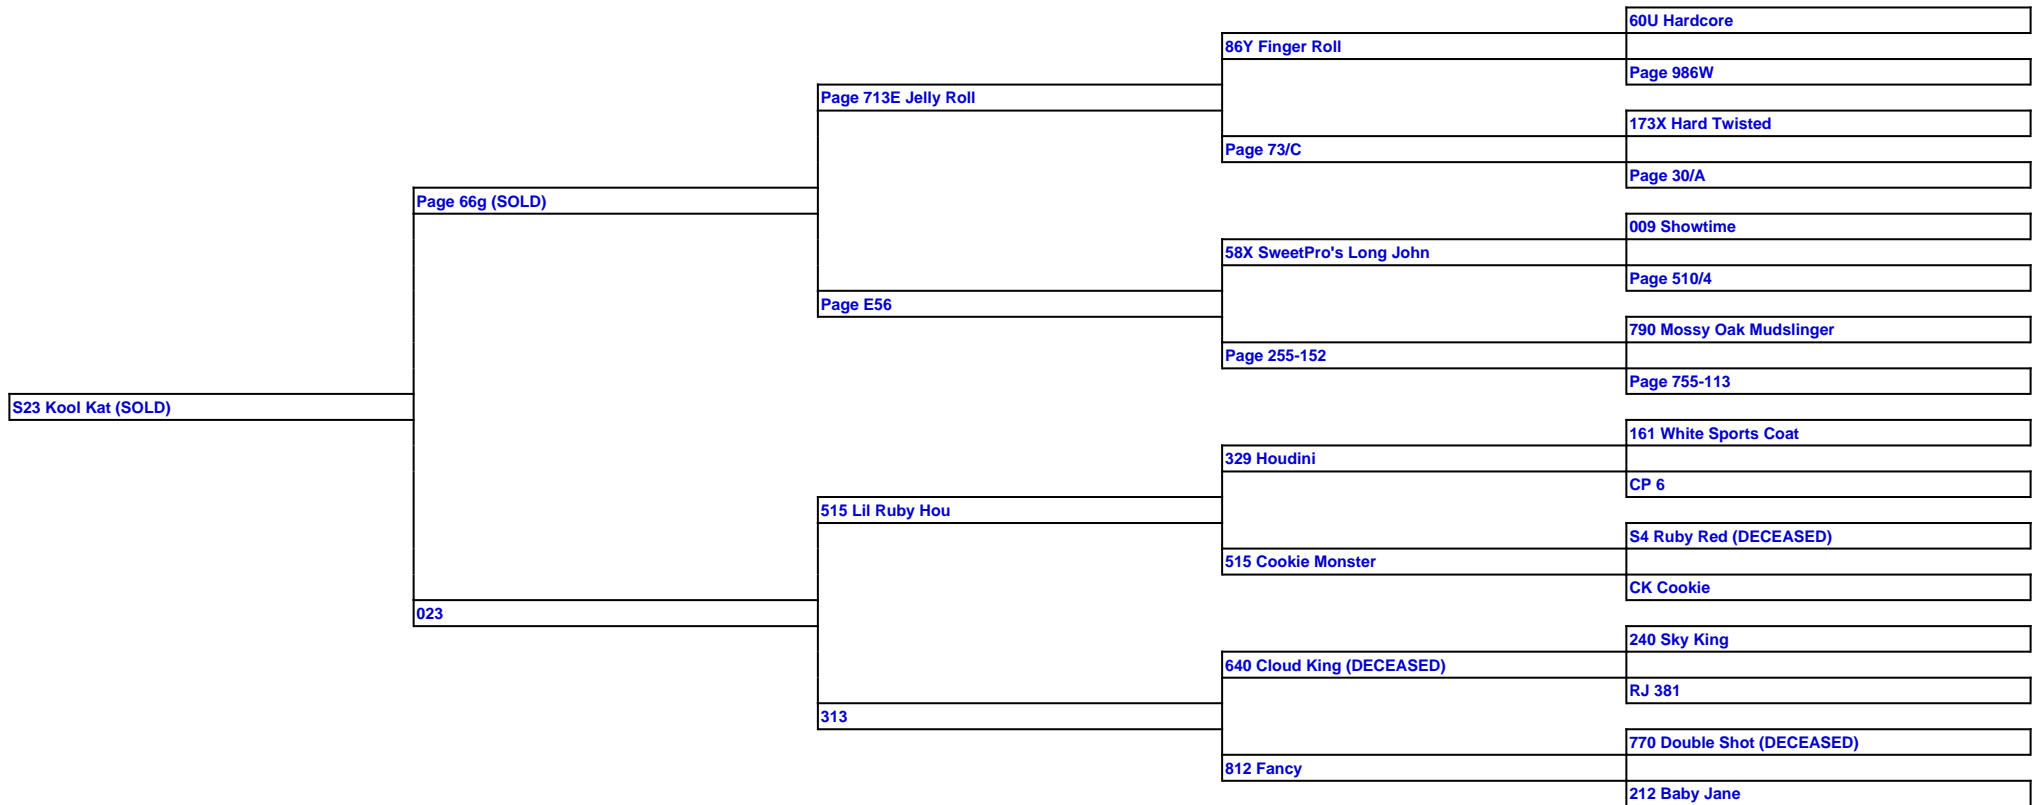 60U Hardcore
86Y Finger Roll
Page 986W
Page 713E Jelly Roll
173X Hard Twisted
Page 73/C
Page 30/A
Page 66g (SOLD)
009 Showtime
58X SweetPro's Long John
Page 510/4
Page E56
790 Mossy Oak Mudslinger
Page 255-152
Page 755-113
S23 Kool Kat (SOLD)
161 White Sports Coat
329 Houdini
CP 6
515 Lil Ruby Hou
S4 Ruby Red (DECEASED)
515 Cookie Monster
CK Cookie
023
240 Sky King
640 Cloud King (DECEASED)
RJ 381
313
770 Double Shot (DECEASED)
812 Fancy
212 Baby Jane